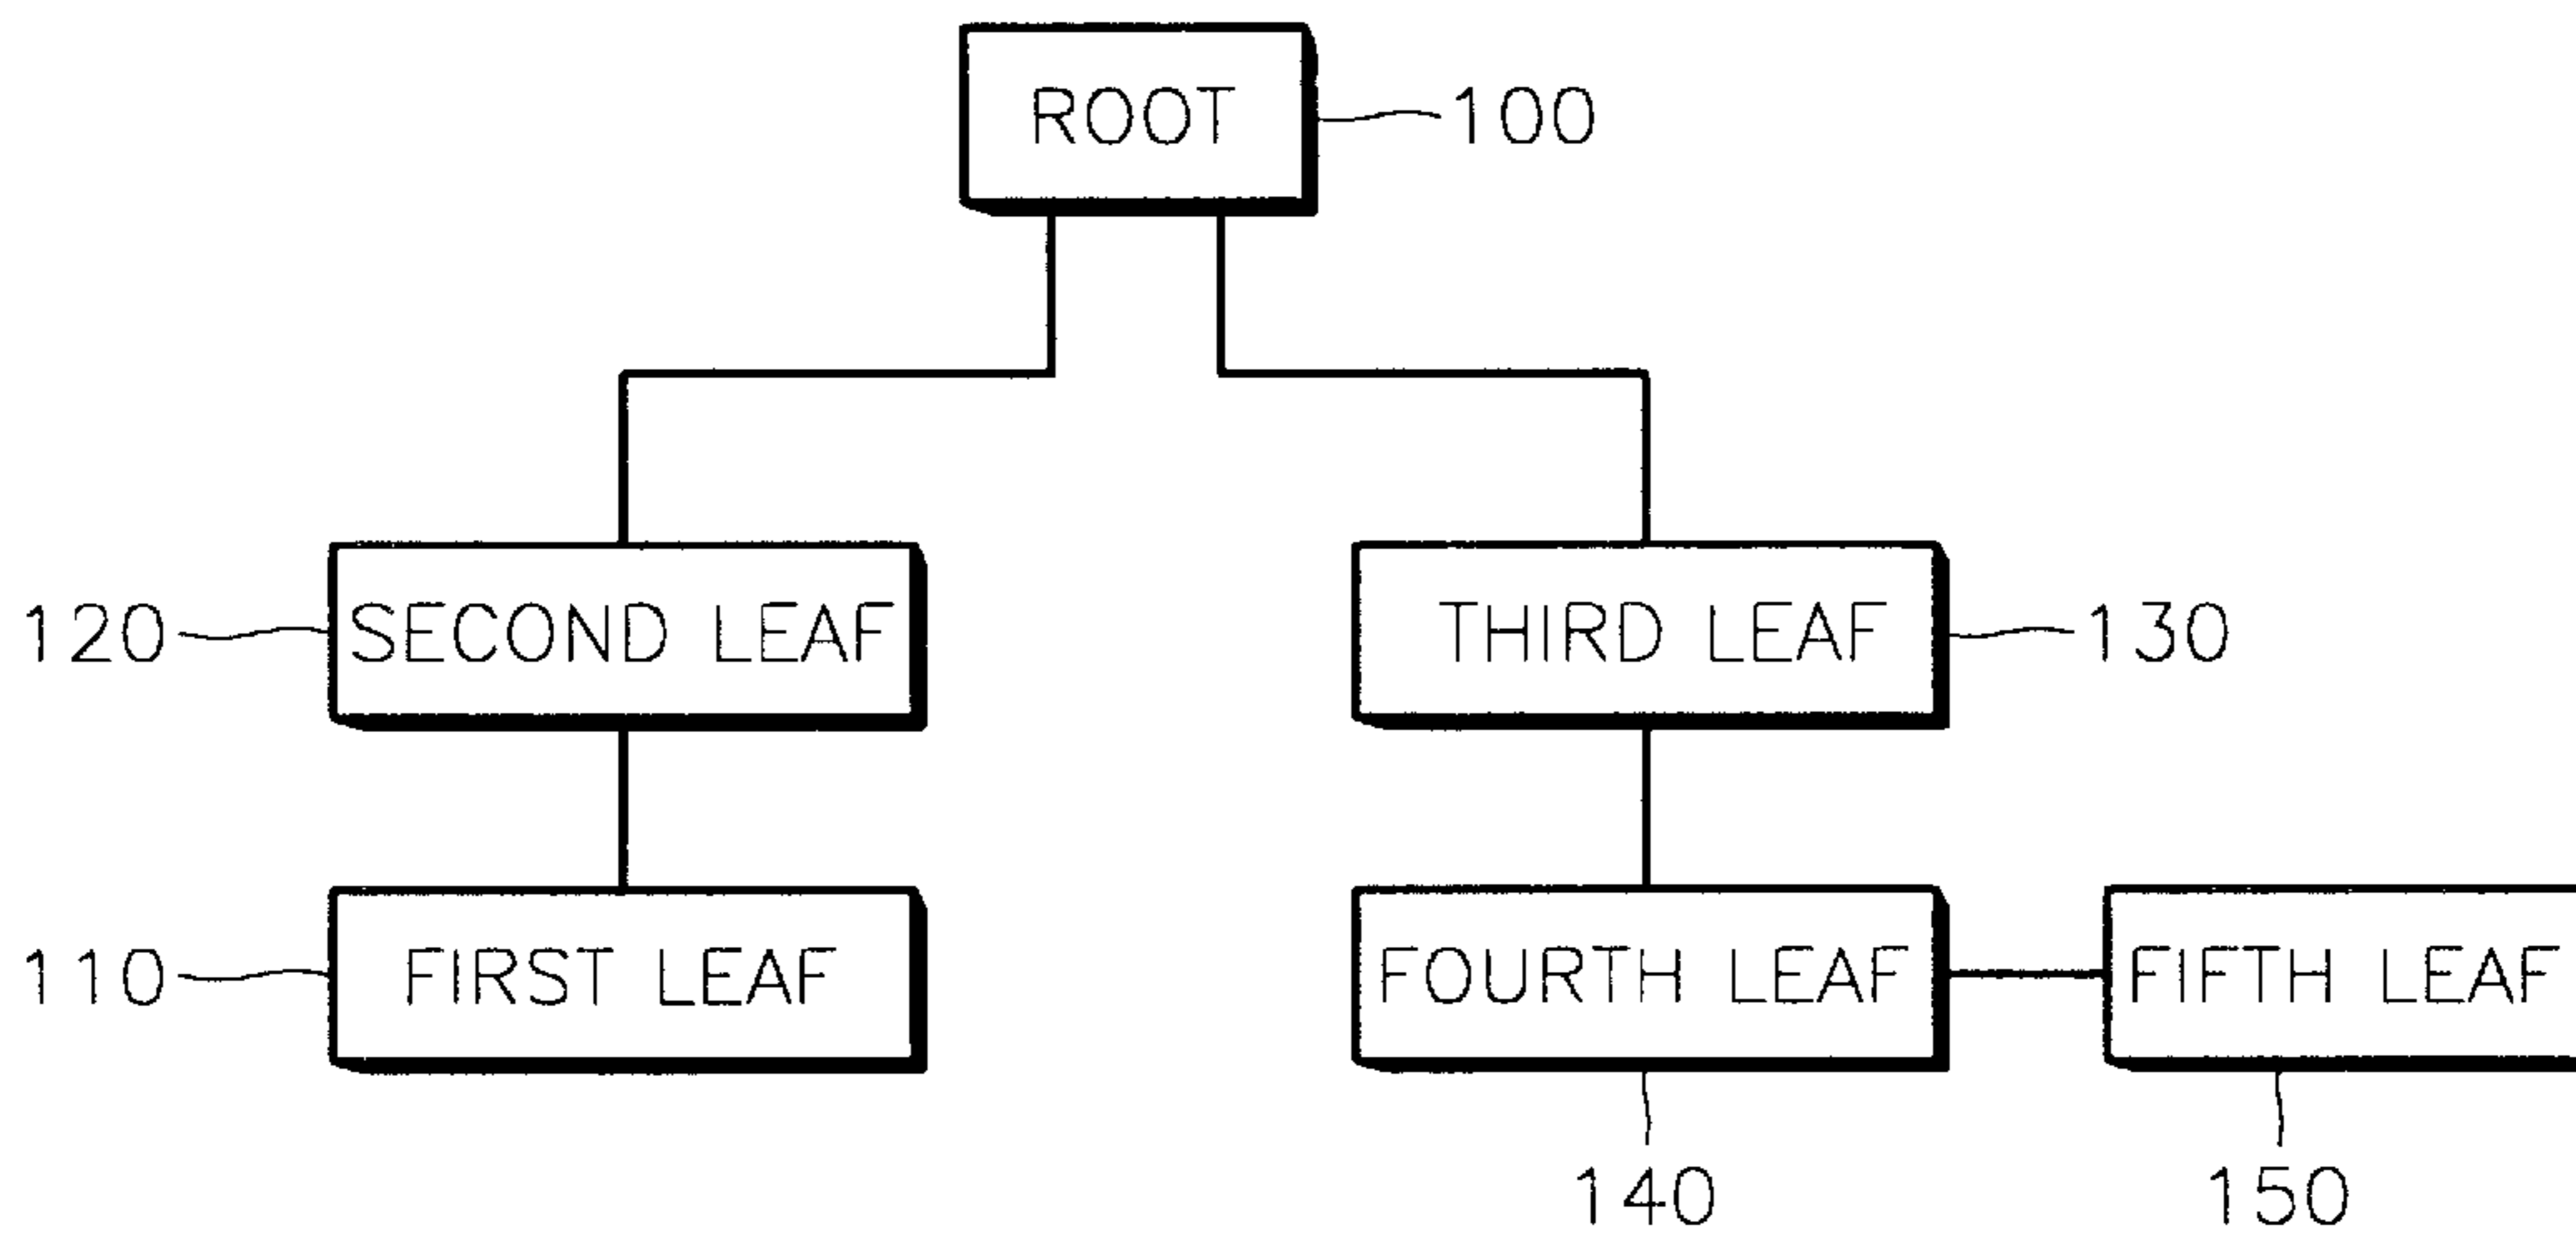 ROOT 100
120 SECOND LEAF THIRD LEAF 130
110 FIRST LEAF FOURTH LEAF FIFTH LEAF
140 150